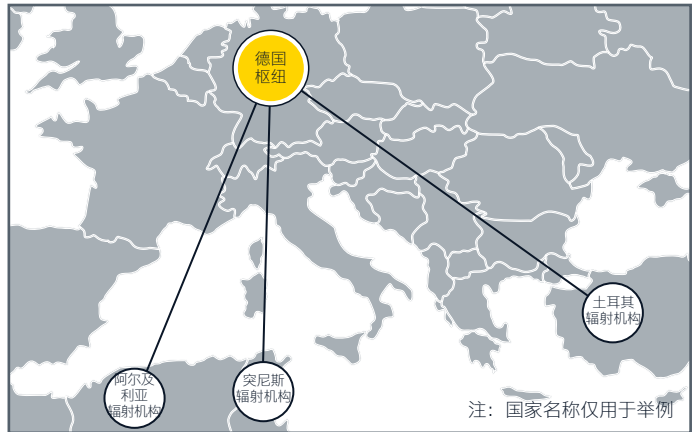 德国
枢纽
土耳其
辐射机构
阿尔及
利亚
辐射机构
突尼斯
辐射机构
注：国家名称仅用于举例